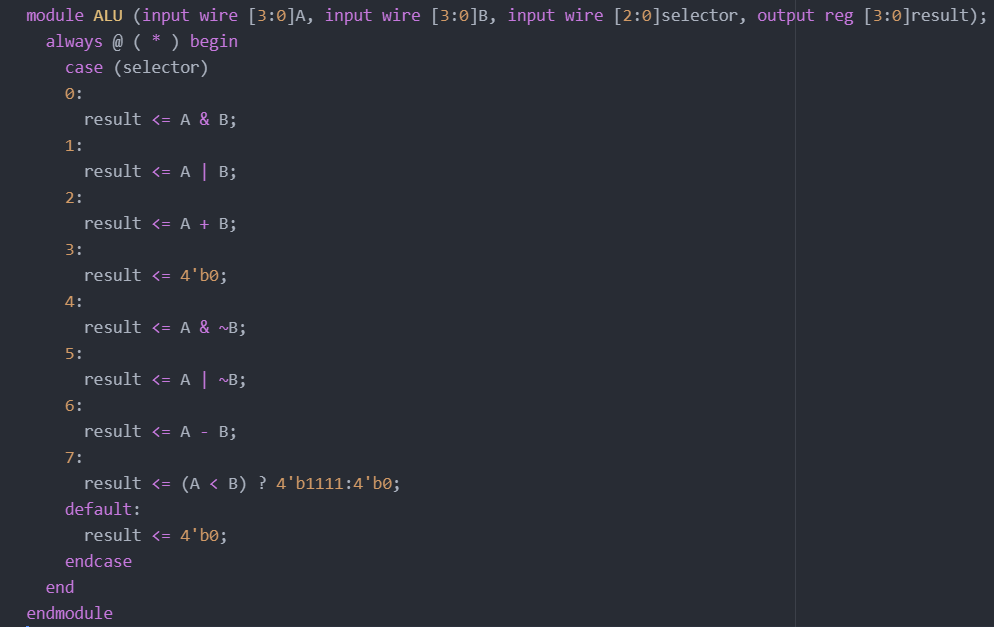 module ALU (input wire [3:0]A, input wire [3:0]B, input wire [2:0]selector, output reg [3:0]result);
  always @ ( * ) begin
    case (selector)
    0:
      result <= A & B;
    1:
      result <= A | B;
    2:
      result <= A + B;
    3:
      result <= 4'b0;
    4:
      result <= A & ~B;
    5:
      result <= A | ~B;
    6:
      result <= A - B;
    7:
      result <= (A < B) ? 4'b1111:4'b0;
    default:
      result <= 4'b0;
    endcase
  end
endmodule